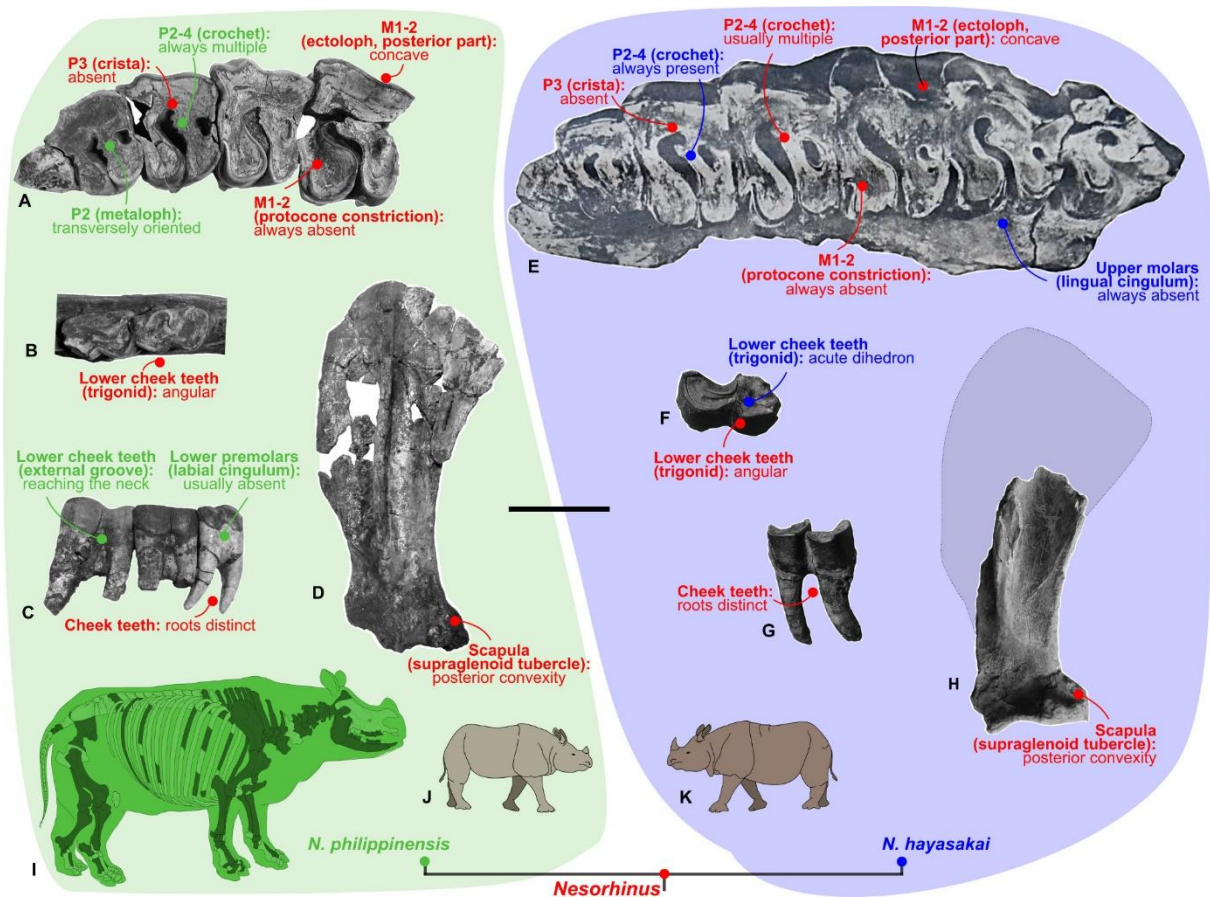 P2-4 (crochet):
always multiple
M1-2
(ectoloph, posterior part):
concave
P3 (crista):
absent
A
P2 (metaloph):
transversely oriented
M1-2
(protocone constriction):
always absent
B
Lower cheek teeth
(trigonid): angular
Lower cheek teeth
(external groove):
reaching the neck
Lower premolars
(labial cingulum):
usually absent
C
Cheek teeth: roots distinct
D
Scapula
(supraglenoid tubercle):
posterior convexity
I
J
N. philippinensis
P2-4 (crochet):
usually multiple
M1-2 (ectoloph,
posterior part): concave
P2-4 (crochet):
always present
P3 (crista):
absent
E
M1-2
(protocone constriction):
always absent
Upper molars
(lingual cingulum):
always absent
Lower cheek teeth
(trigonid): acute dihedron
F
Lower cheek teeth
(trigonid): angular
Cheek teeth:
roots distinct
G
H
Scapula
(supraglenoid tubercle):
posterior convexity
K
N. hayasakai
Nesorhinus